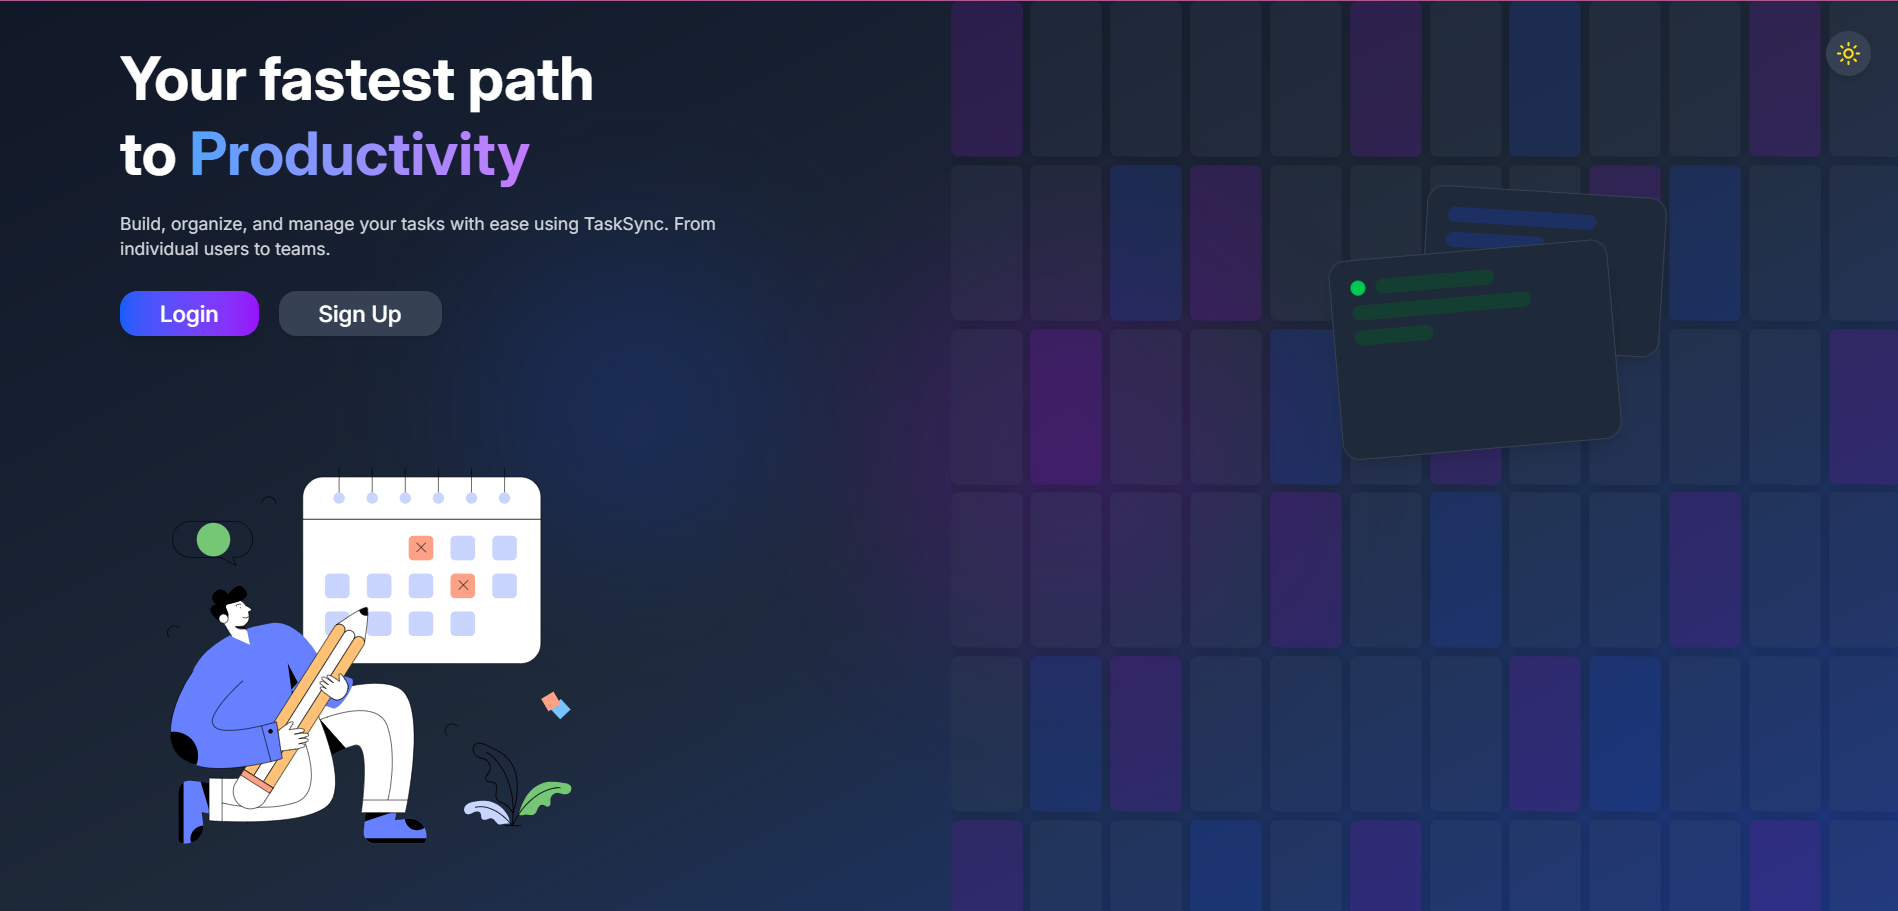 Your fastest path
to Productivity
Build, organize, and manage your tasks with ease using TaskSync. From
individual users to teams.
Login
Sign Up